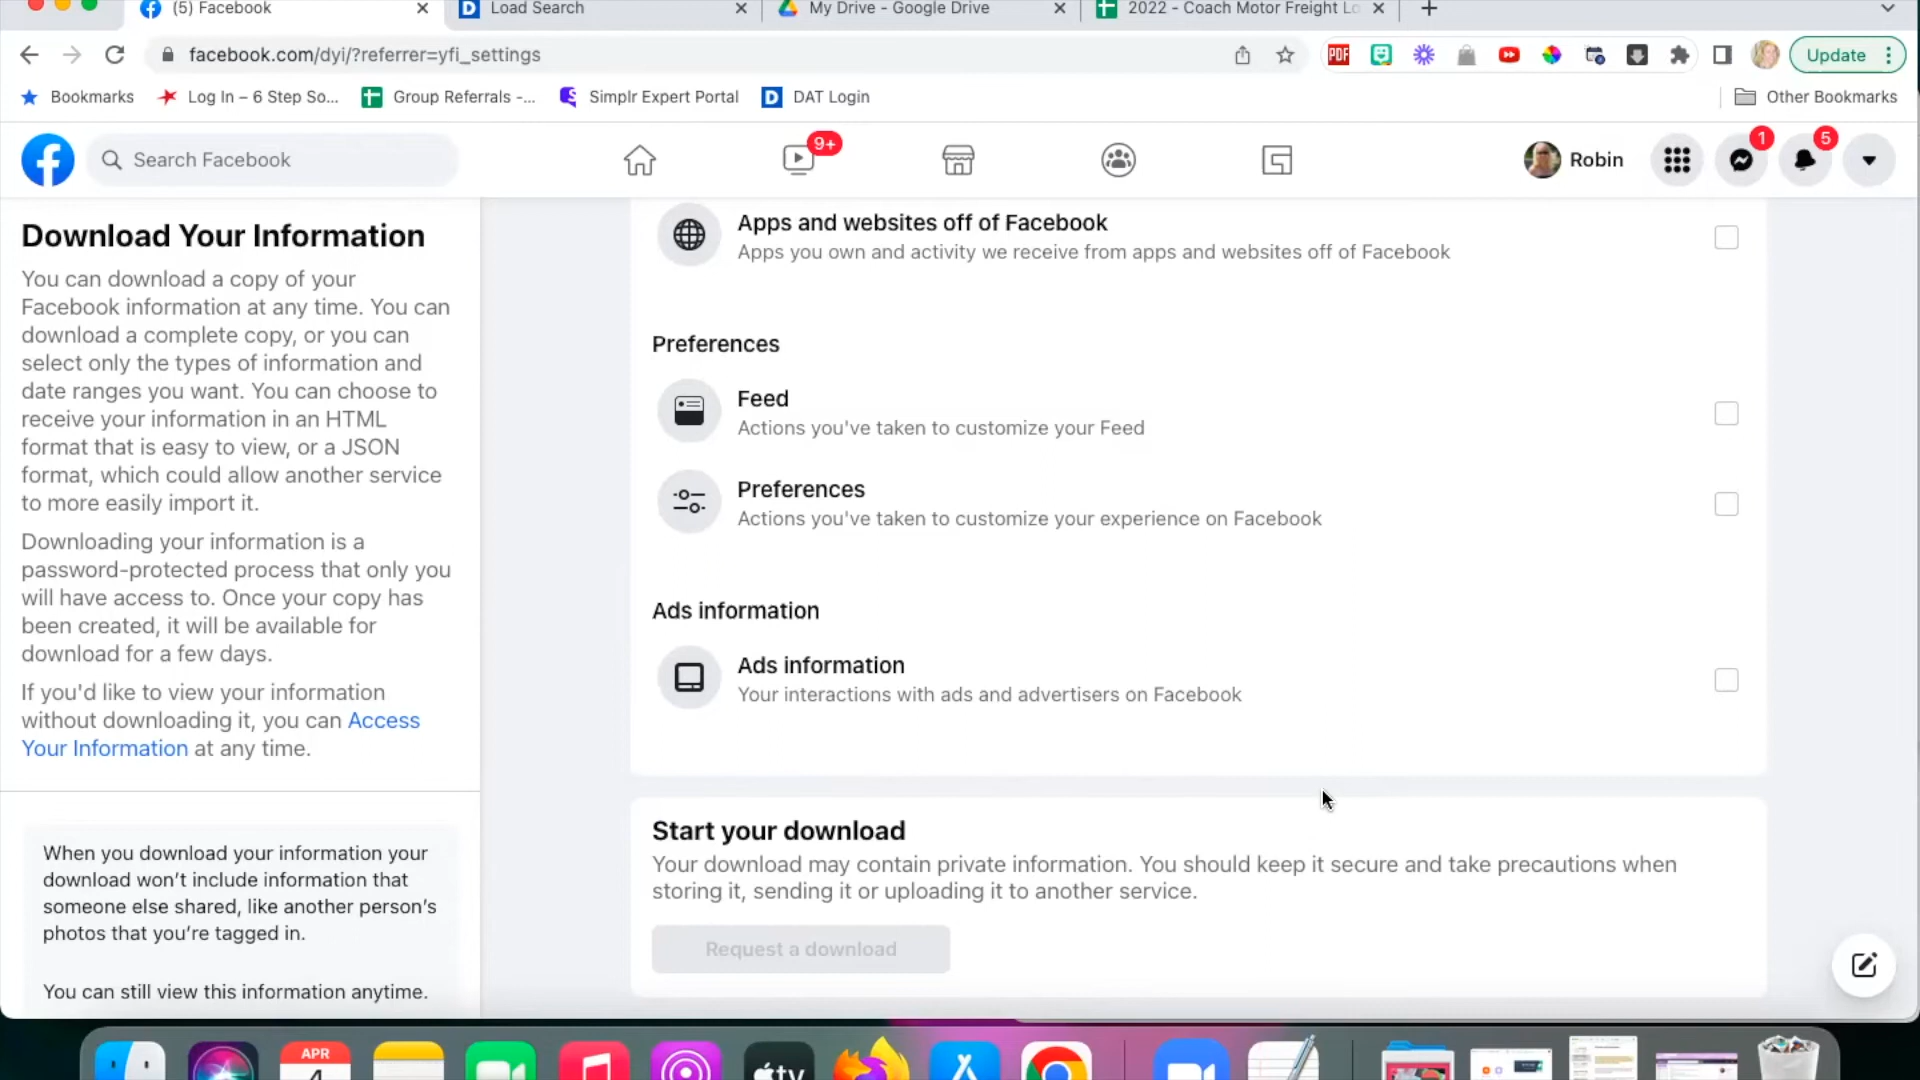 (5) Facebook
Load Search
My Drive - Google Drive
2022 - Coach Motor Freight Lo
facebook.com/dyi/?referrer=yfi_settings
PDF
Update
Bookmarks
Log In – 6 Step So...
Group Referrals -...
Simplr Expert Portal
DAT Login
Other Bookmarks
Search Facebook
9+
Robin
1
5
Download Your Information
You can download a copy of your
Facebook information at any time. You can
download a complete copy, or you can
select only the types of information and
date ranges you want. You can choose to
receive your information in an HTML
format that is easy to view, or a JSON
format, which could allow another service
to more easily import it.
Downloading your information is a
password-protected process that only you
will have access to. Once your copy has
been created, it will be available for
download for a few days.
If you'd like to view your information
without downloading it, you can Access
Your Information at any time.
When you download your information your
download won't include information that
someone else shared, like another person's
photos that you're tagged in.
You can still view this information anytime.
Apps and websites off of Facebook
Apps you own and activity we receive from apps and websites off of Facebook
Preferences
Feed
Actions you've taken to customize your Feed
Preferences
Actions you've taken to customize your experience on Facebook
Ads information
Ads information
Your interactions with ads and advertisers on Facebook
Start your download
Your download may contain private information. You should keep it secure and take precautions when
storing it, sending it or uploading it to another service.
Request a download
APR
4
tv